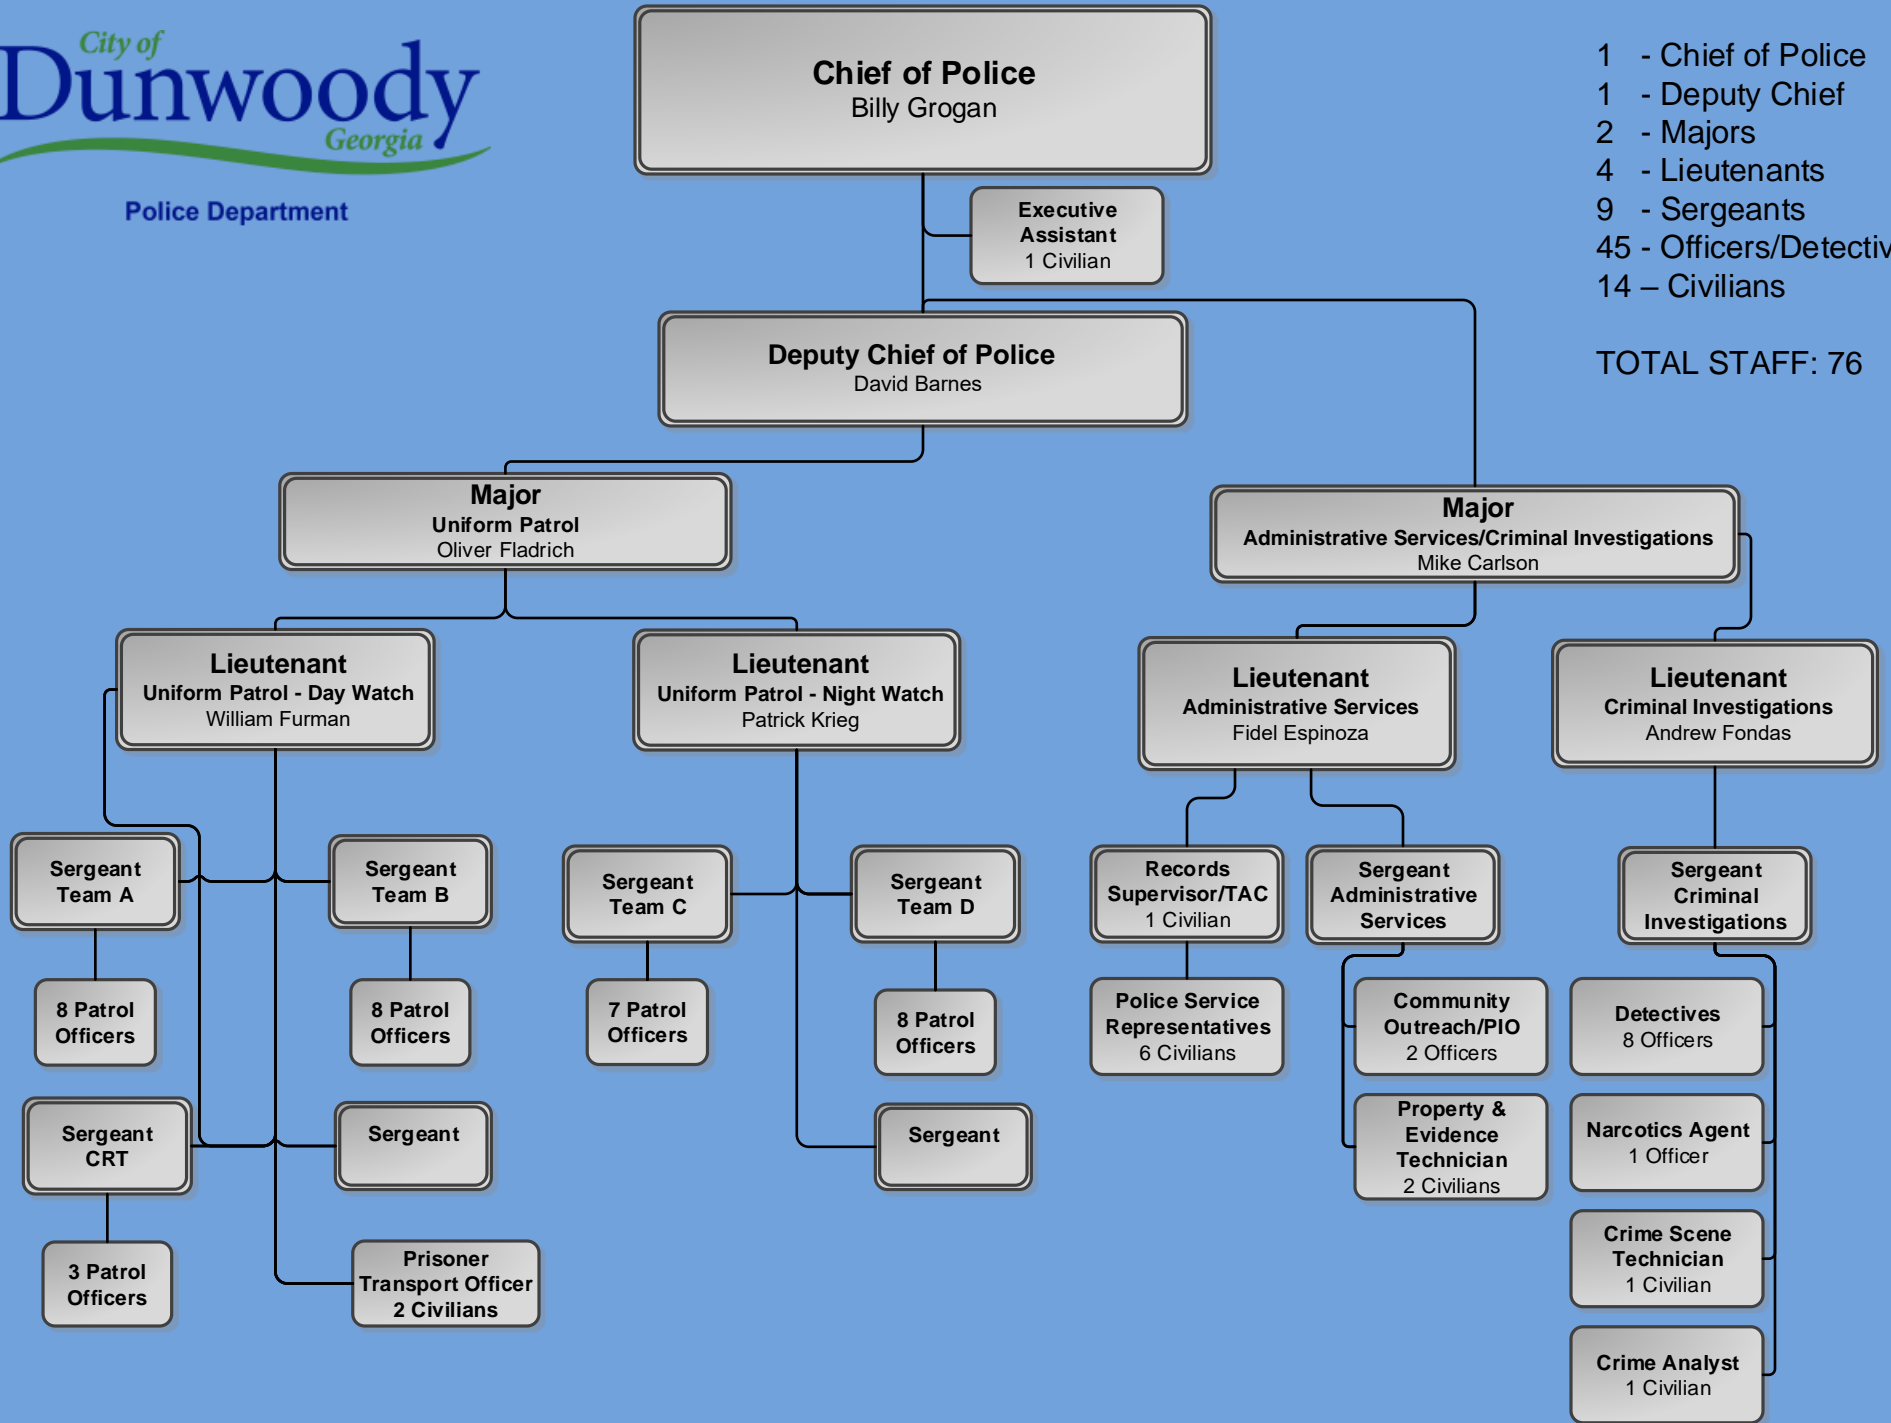 City of
Dunwoody
Georgia
Police Department
Chief of Police
Billy Grogan
1 - Chief of Police
1 - Deputy Chief
2 - Majors
4 - Lieutenants
9 - Sergeants
45 - Officers/Detectiv
14 – Civilians
TOTAL STAFF: 76
Executive
Assistant
1 Civilian
Deputy Chief of Police
David Barnes
Major
Uniform Patrol
Oliver Fladrich
Major
Administrative Services/Criminal Investigations
Mike Carlson
Lieutenant
Uniform Patrol - Day Watch
William Furman
Lieutenant
Uniform Patrol - Night Watch
Patrick Krieg
Lieutenant
Administrative Services
Fidel Espinoza
Lieutenant
Criminal Investigations
Andrew Fondas
Sergeant
Team A
Sergeant
Team B
Sergeant
Team C
Sergeant
Team D
Records
Supervisor/TAC
1 Civilian
Sergeant
Administrative
Services
Sergeant
Criminal
Investigations
8 Patrol
Officers
8 Patrol
Officers
7 Patrol
Officers
8 Patrol
Officers
Police Service
Representatives
6 Civilians
Community
Outreach/PIO
2 Officers
Detectives
8 Officers
Sergeant
CRT
Sergeant
Sergeant
Property &
Evidence
Technician
2 Civilians
Narcotics Agent
1 Officer
3 Patrol
Officers
Prisoner
Transport Officer
2 Civilians
Crime Scene
Technician
1 Civilian
Crime Analyst
1 Civilian